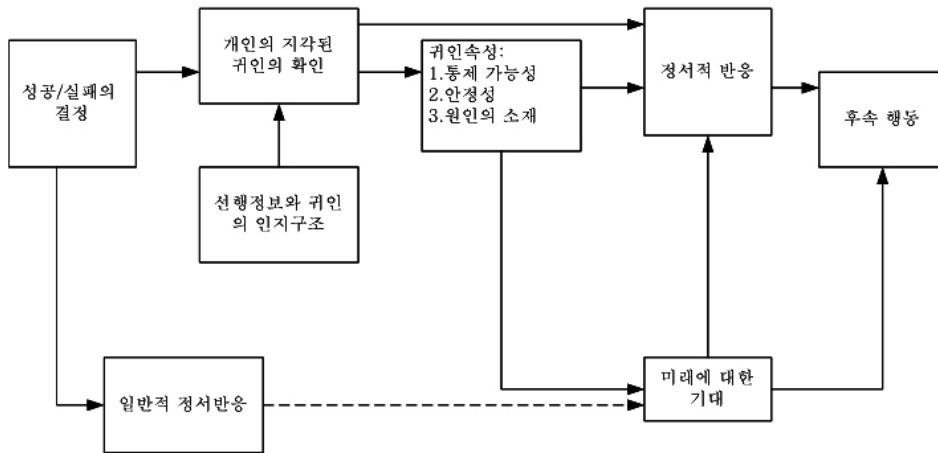 성공/실패의
결정
개인의 지각된
귀인의 확인
선행정보와 귀인
의 인지구조
귀인속성:
1.통제 가능성
2.안정성
3.원인의 소재
정서적 반응
후속 행동
일반적 정서반응
미래에 대한
기대